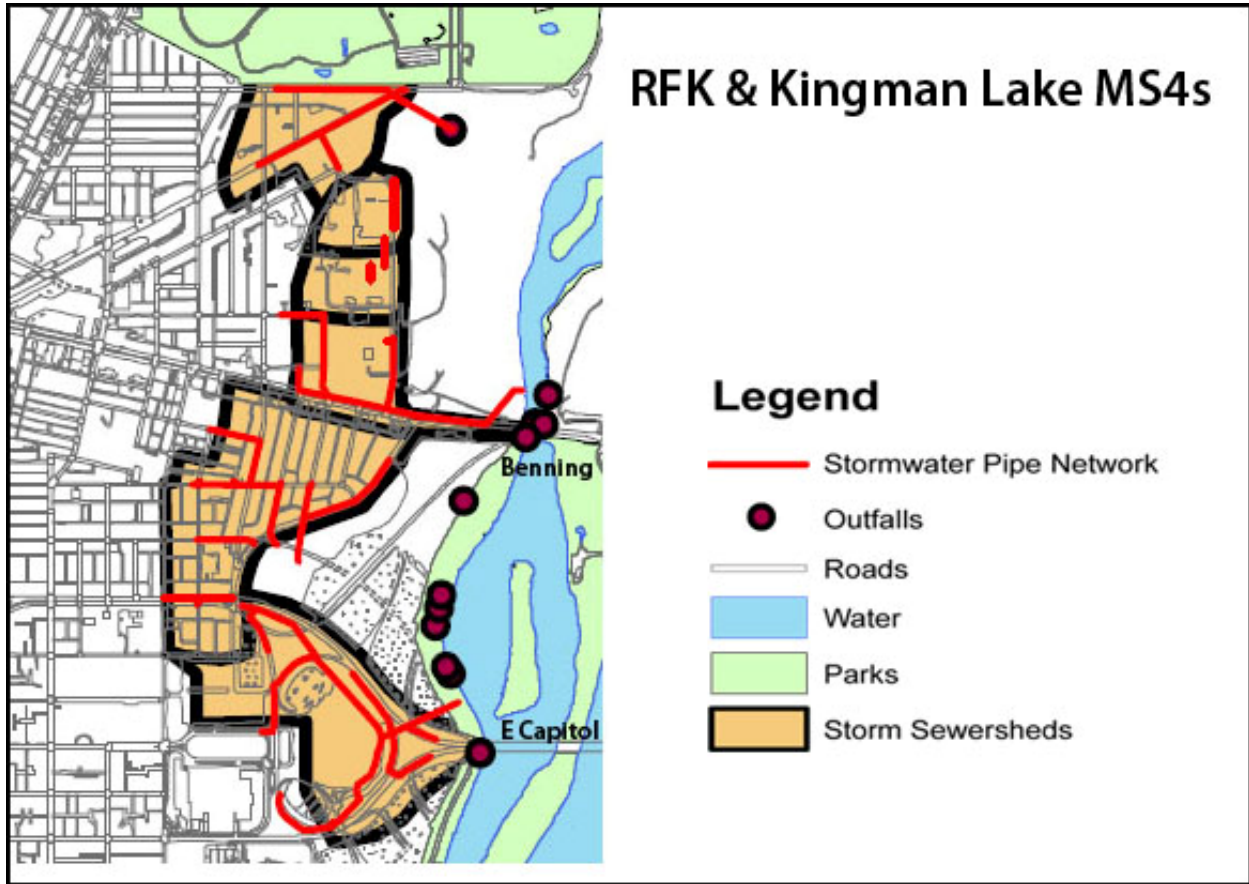 RFK & Kingman Lake MS4s
Benning
E Capitol
Legend
Stormwater Pipe Network
Outfalls
Roads
Water
Parks
Storm Sewersheds